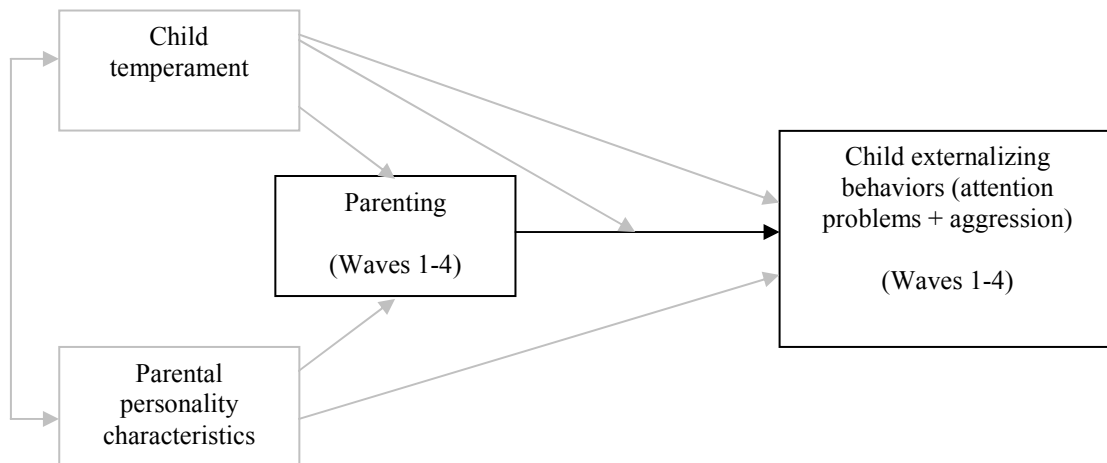 Child
temperament
Parenting
(Waves 1-4)
Child externalizing
behaviors (attention
problems + aggression)
(Waves 1-4)
Parental
personality
characteristics